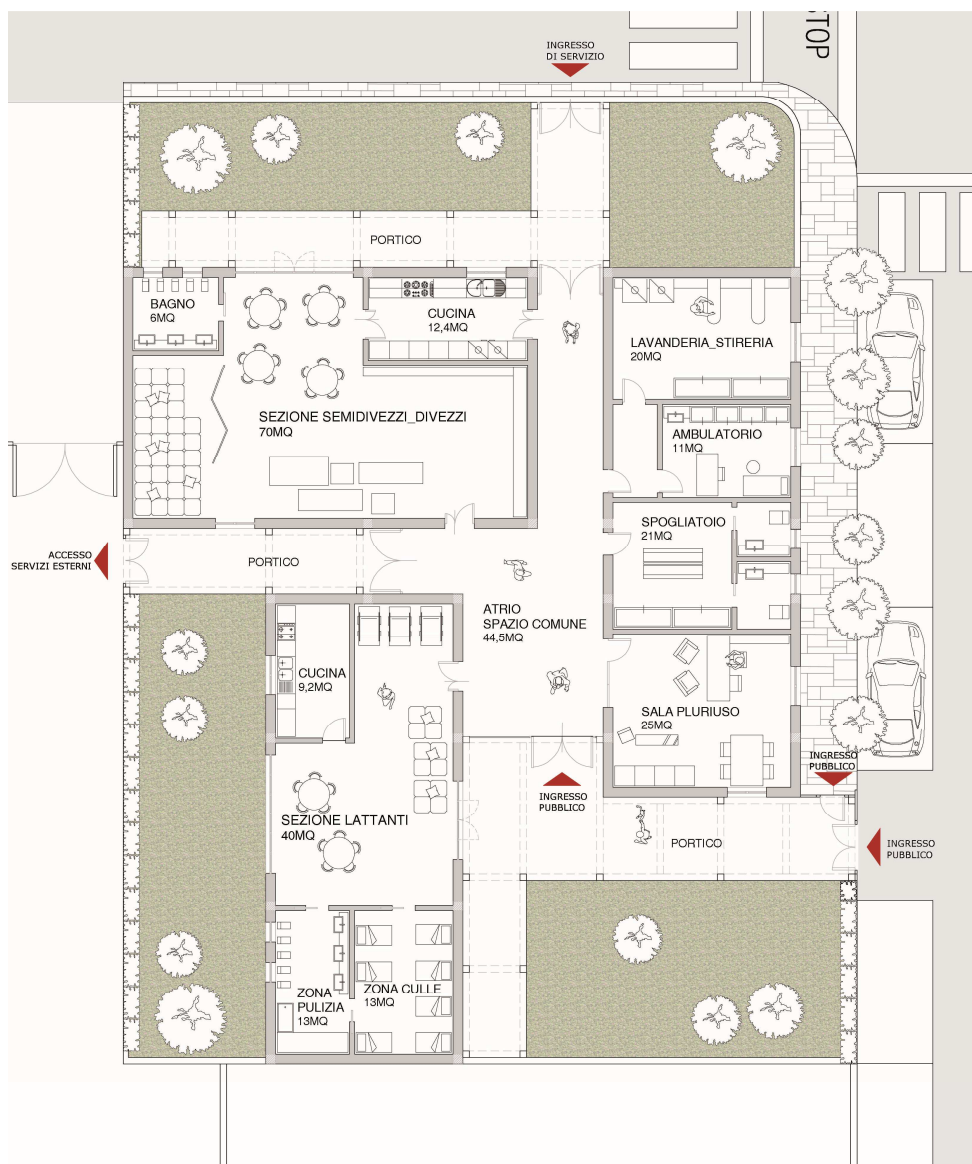 STOP
INGRESSO
DI SERVIZIO
PORTICO
BAGNO
6MQ
CUCINA
12,4MQ
LAVANDERIA_STIRERIA
20MQ
SEZIONE SEMIDIVEZZI_DIVEZZI
70MQ
AMBULATORIO
11MQ
SPOGLIATOIO
21MQ
ACCESSO
SERVIZI ESTERNI
PORTICO
ATRIO
SPAZIO COMUNE
44,5MQ
CUCINA
9,2MQ
SALA PLURIUSO
25MQ
INGRESSO
PUBBLICO
INGRESSO
PUBBLICO
SEZIONE LATTANTI
40MQ
PORTICO
INGRESSO
PUBBLICO
ZONA
PULIZIA
13MQ
ZONA CULLE
13MQ